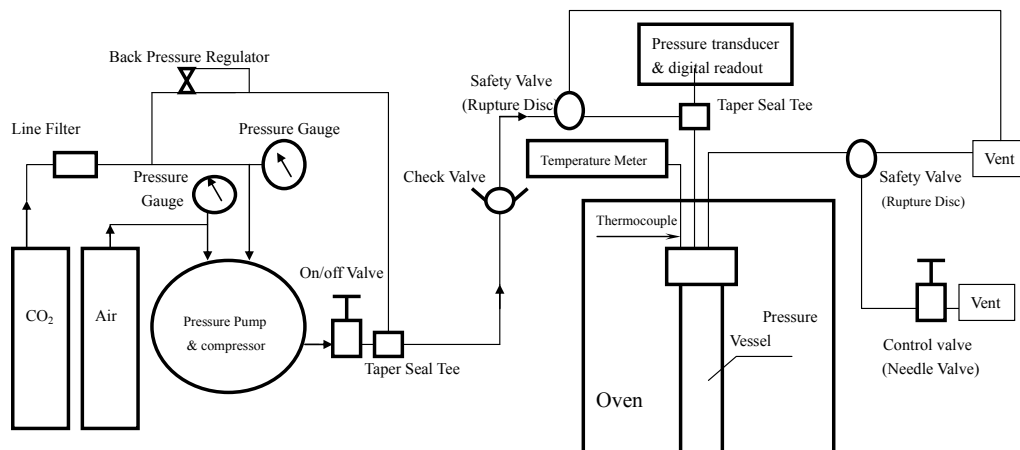 Back Pressure Regulator
Pressure transducer
& digital readout
Safety Valve
(Rupture Disc)
Taper Seal Tee
Line Filter
Pressure Gauge
Temperature Meter
Vent
Check Valve
Pressure
Gauge
Safety Valve
(Rupture Disc)
Thermocouple
On/off Valve
CO2
Air
Pressure Pump
& compressor
Pressure
Vessel
Vent
Control valve
(Needle Valve)
Taper Seal Tee
Oven